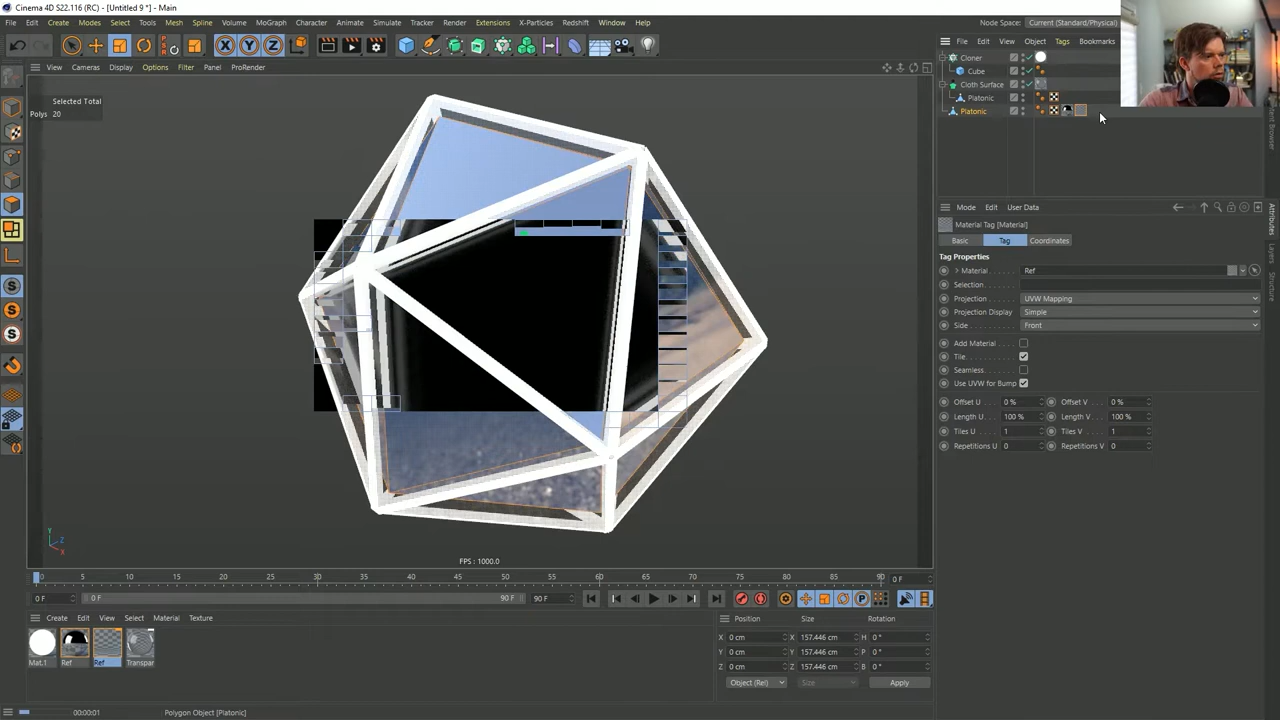 Cinema 4D S22.116 (RC) - [Untitled 9 *] - Main
File Edit Create Modes Select Tools Mesh Spline Volume MoGraph Character Animate Simulate Tracker Render Extensions X-Particles Redshift Window Help
Node Space: Current (Standard/Physical)
View Cameras Display Options Filter Panel ProRender
File Edit View Object Tags Bookmarks
Selected Total
Polys 20
Cloner
Cube
Cloth Surface
Platonic
Platonic
Mode Edit User Data
Material Tag [Material]
Basic Tag Coordinates
Tag Properties
Material Ref
Selection
Projection UVW Mapping
Projection Display Simple
Side Front
Add Material
Tile
Seamless
Use UVW for Bump
Offset U 0 % Offset V 0 %
Length U 100 % Length V 100 %
Tiles U 1 Tiles V 1
Repetitions U 0 Repetitions V 0
Attributes
Layers
Structure
Y
Z
X
FPS : 1000.0
0 5 10 15 20 25 30 35 40 45 50 55 60 65 70 75 80 85 90 0 F
0 F 0 F 90 F 90 F
Create Edit View Select Material Texture
Mat.1 Ref Ref Transpar
Position Size Rotation
X 0 cm X 157.446 cm H 0 °
Y 0 cm Y 157.446 cm P 0 °
Z 0 cm Z 157.446 cm B 0 °
Object (Rel) Size Apply
00:00:01 Polygon Object [Platonic]